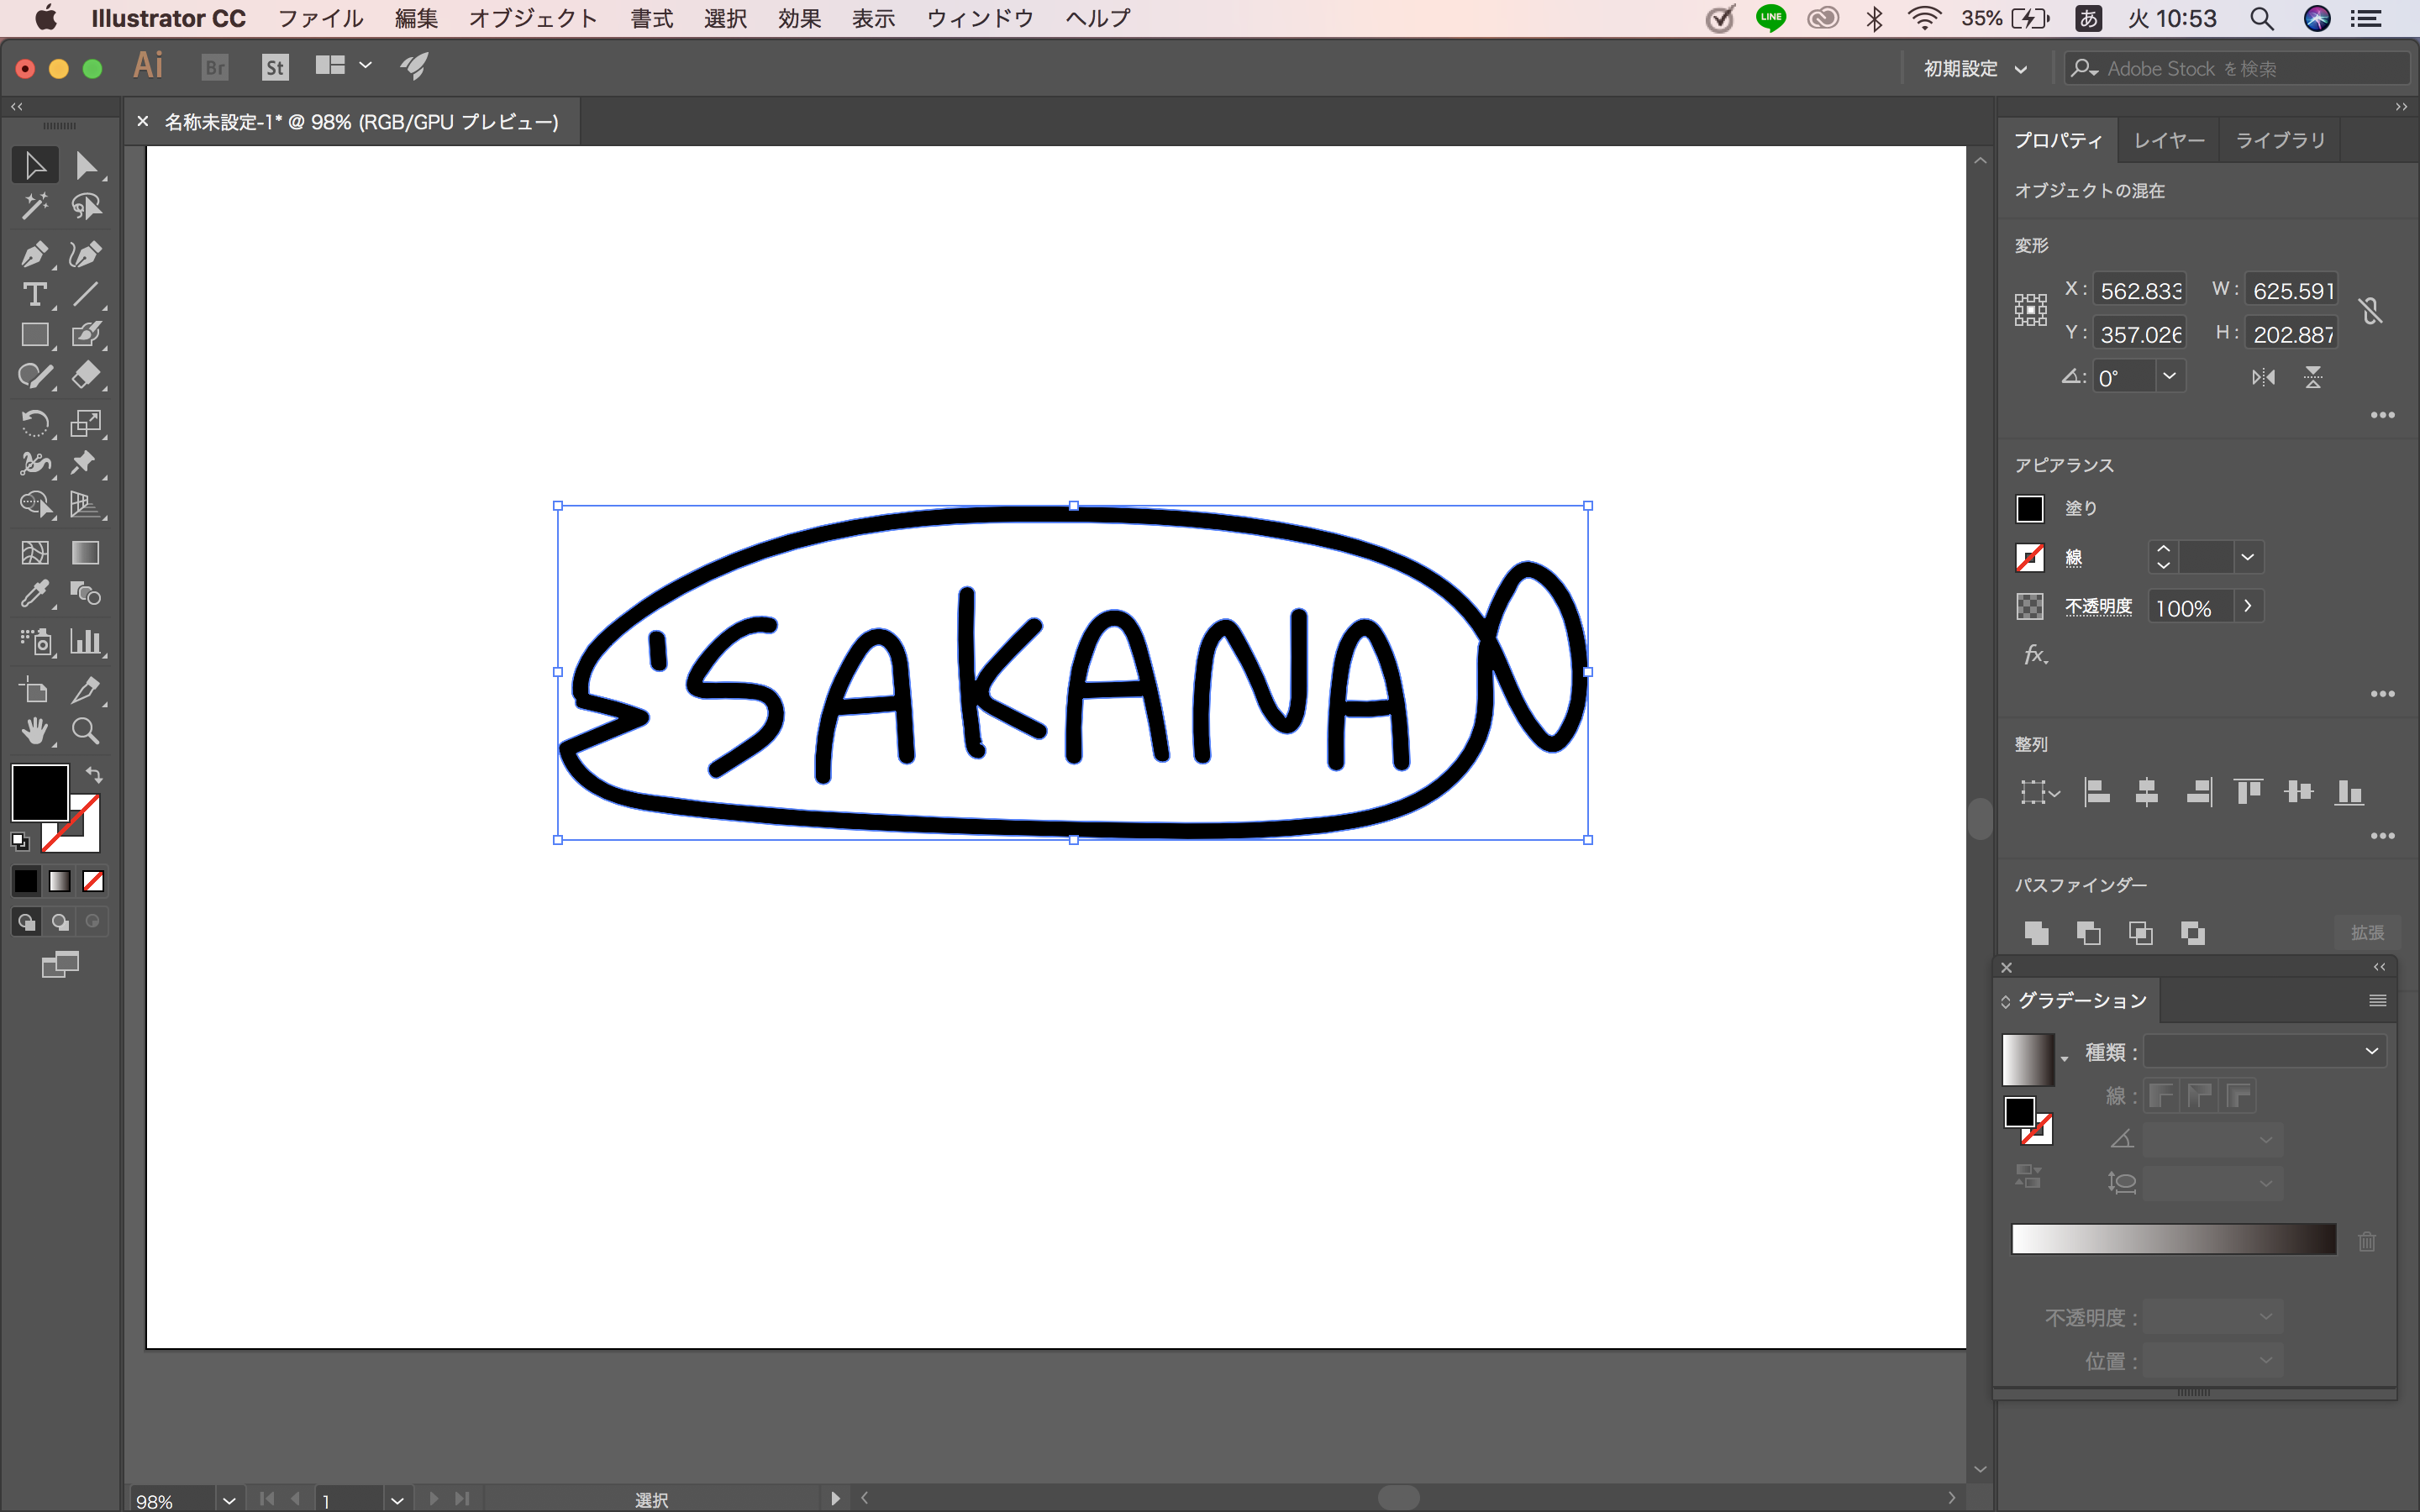 Illustrator CC ファイル 編集 オブジェクト 書式 選択 効果 表示 ウィンドウ ヘルプ LINE 35% あ 火 10:53
Ai Br St 初期設定 Adobe Stock を検索
名称未設定-1* @ 98% (RGB/GPU プレビュー)
プロパティ レイヤー ライブラリ
オブジェクトの混在
変形
X : 562.833 W : 625.591
Y : 357.026 H : 202.887
0°
アピアランス
塗り
線
不透明度 100%
fx
'SAKANA
整列
パスファインダー
拡張
グラデーション
種類 :
線 :
不透明度 :
位置 :
98% 1 選択